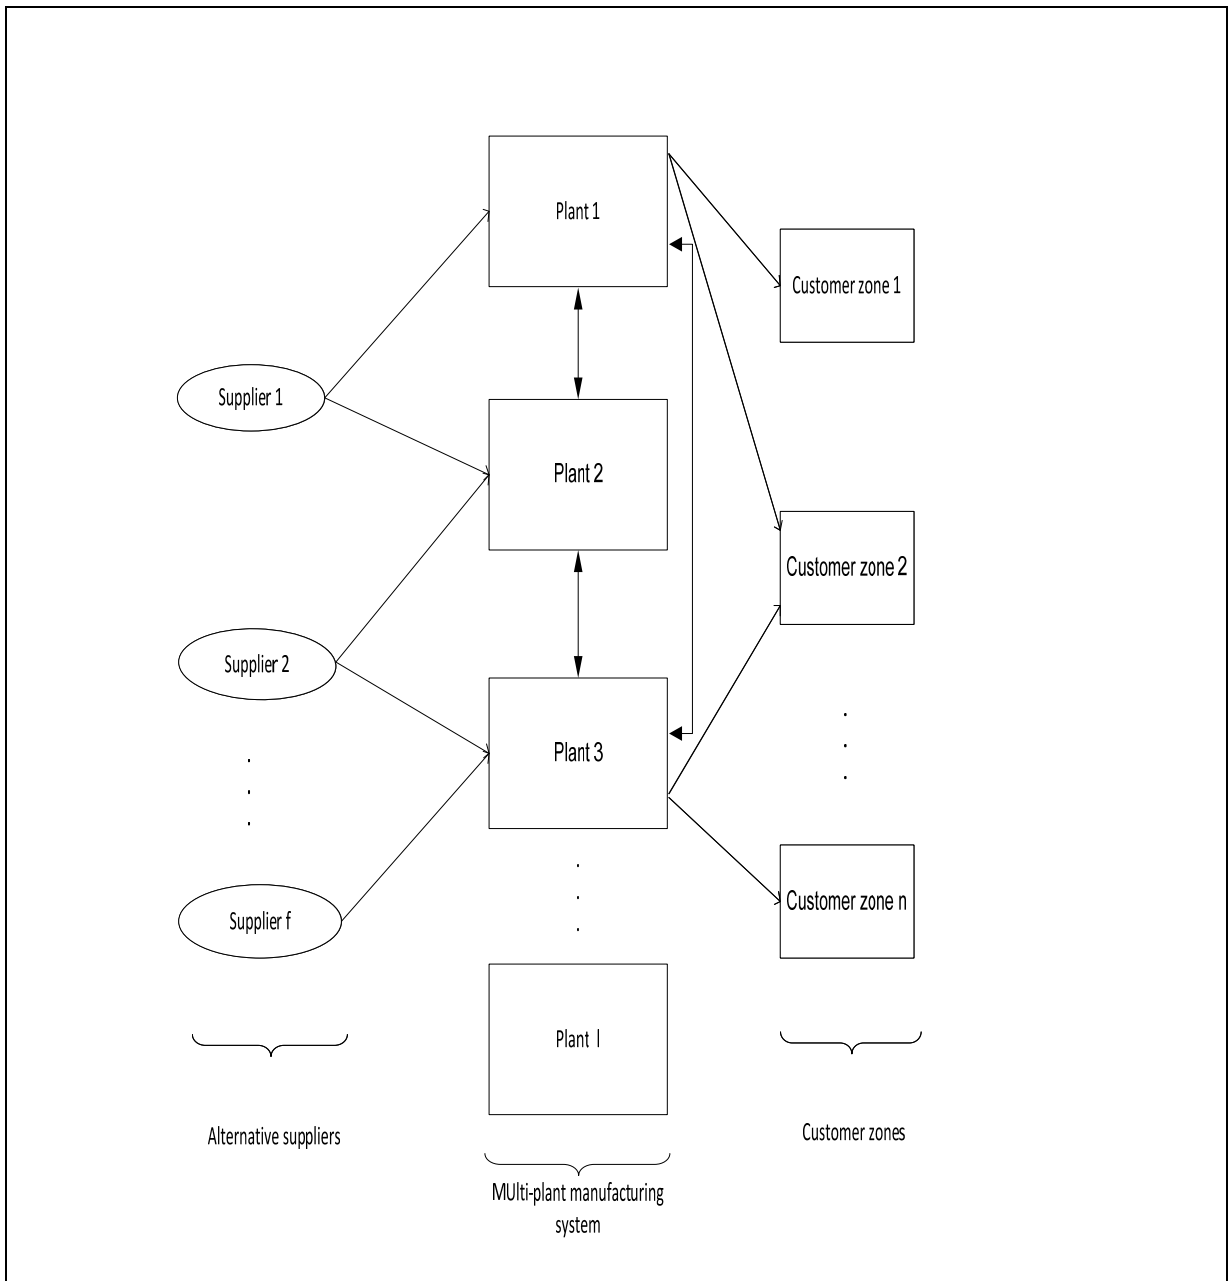 Plant 1
Customer zone 1
Supplier 1
Plant 2
Customer zone 2
Supplier 2
Plant 3
Supplier f
Customer zone n
Plant l
Alternative suppliers
Customer zones
MUlti-plant manufacturing
system